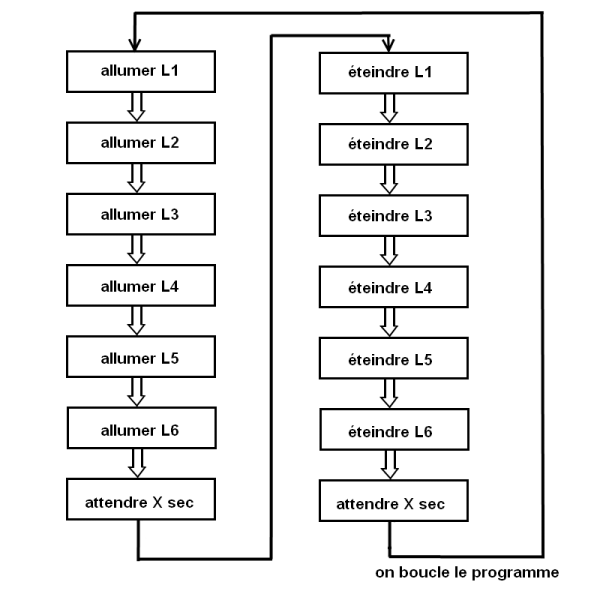 allumer L1
allumer L2
allumer L3
allumer L4
allumer L5
allumer L6
attendre X sec
éteindre L1
éteindre L2
éteindre L3
éteindre L4
éteindre L5
éteindre L6
attendre X sec
on boucle le programme